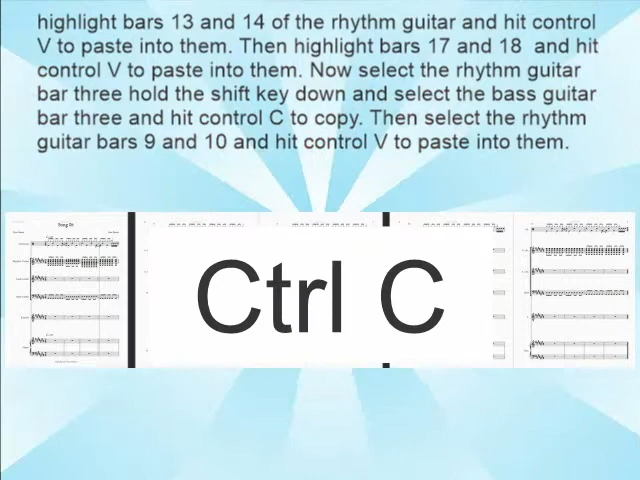 highlight bars 13 and 14 of the rhythm guitar and hit control
V to paste into them. Then highlight bars 17 and 18 and hit
control V to paste into them. Now select the rhythm guitar
bar three hold the shift key down and select the bass guitar
bar three and hit control C to copy. Then select the rhythm
guitar bars 9 and 10 and hit control V to paste into them.
Ctrl C